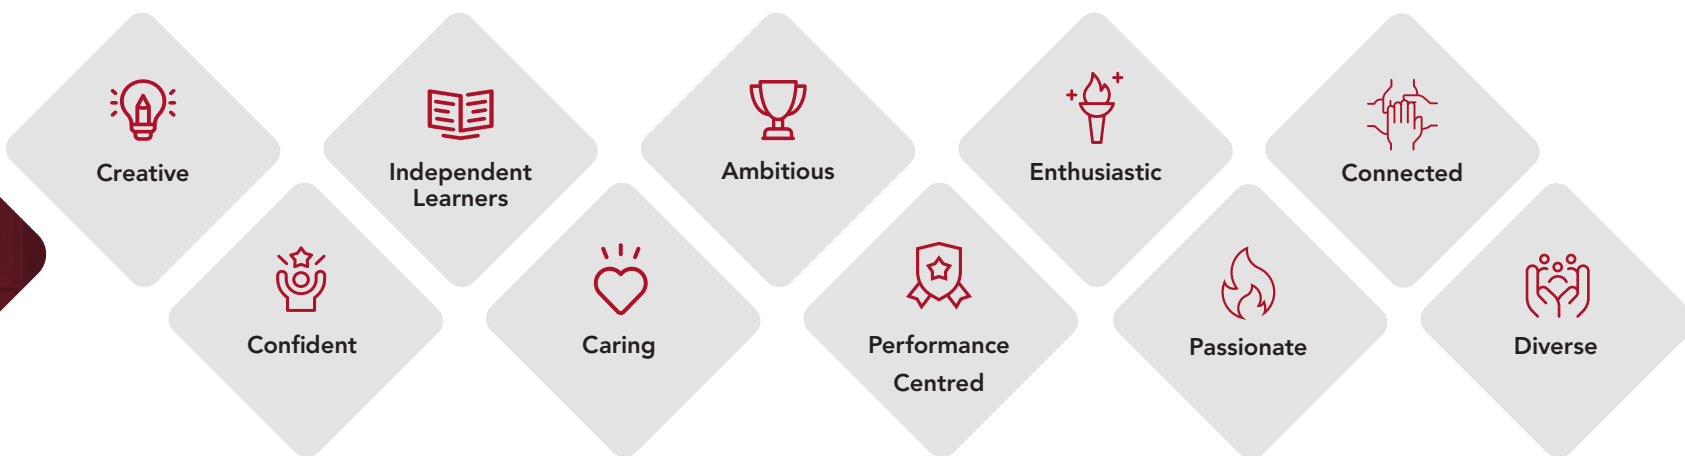 Creative
Independent
Learners
Ambitious
Enthusiastic
Connected
Confident
Caring
Performance
Centred
Passionate
Diverse